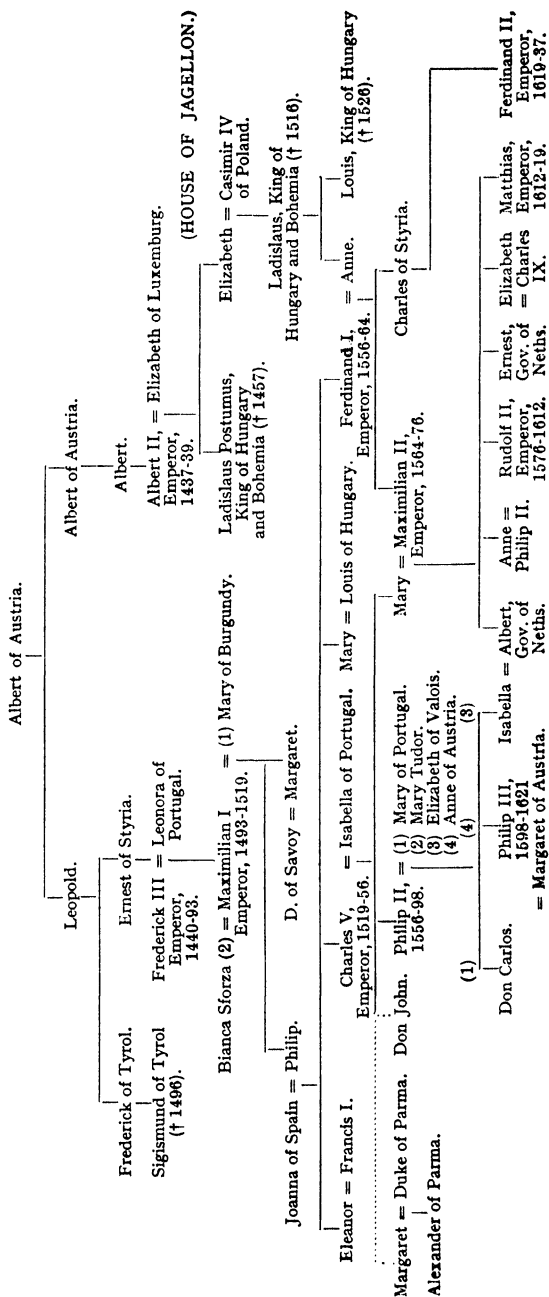 Albert of Austria.
Leopold.
Albert of Austria.
Frederick of Tyrol.
Ernest of Styria.
Albert.
Sigismund of Tyrol
(† 1496).
Frederick III = Leonora of
Emperor, Portugal.
1440-93.
Albert II, = Elizabeth of Luxemburg.
Emperor,
1437-39.
(HOUSE OF JAGELLON.)
Bianca Sforza (2) = Maximilian I = (1) Mary of Burgundy.
Emperor, 1493-1519.
Ladislaus Postumus,
King of Hungary
and Bohemia († 1457).
Elizabeth = Casimir IV
of Poland.
Joanna of Spain = Philip.
D. of Savoy = Margaret.
Ladislaus, King of
Hungary and Bohemia († 1516).
Eleanor = Francis I.
Charles V, = Isabella of Portugal.
Emperor, 1519-56.
Mary = Louis of Hungary.
Ferdinand I, = Anne.
Emperor, 1556-64.
Louis, King of Hungary
(† 1526).
Margaret = Duke of Parma.
Don John.
Philip II, = (1) Mary of Portugal.
1556-98. (2) Mary Tudor.
(3) Elizabeth of Valois.
(4) Anne of Austria.
Mary = Maximilian II,
Emperor, 1564-76.
Charles of Styria.
Alexander of Parma.
(1)
(4)
(3)
Don Carlos.
Philip III,
1598-1621
= Margaret of Austria.
Isabella = Albert,
Gov. of
Neths.
Anne =
Philip II.
Rudolf II,
Emperor,
1576-1612.
Ernest,
Gov. of
Neths.
Elizabeth
= Charles
IX.
Matthias,
Emperor,
1612-19.
Ferdinand II,
Emperor,
1619-37.